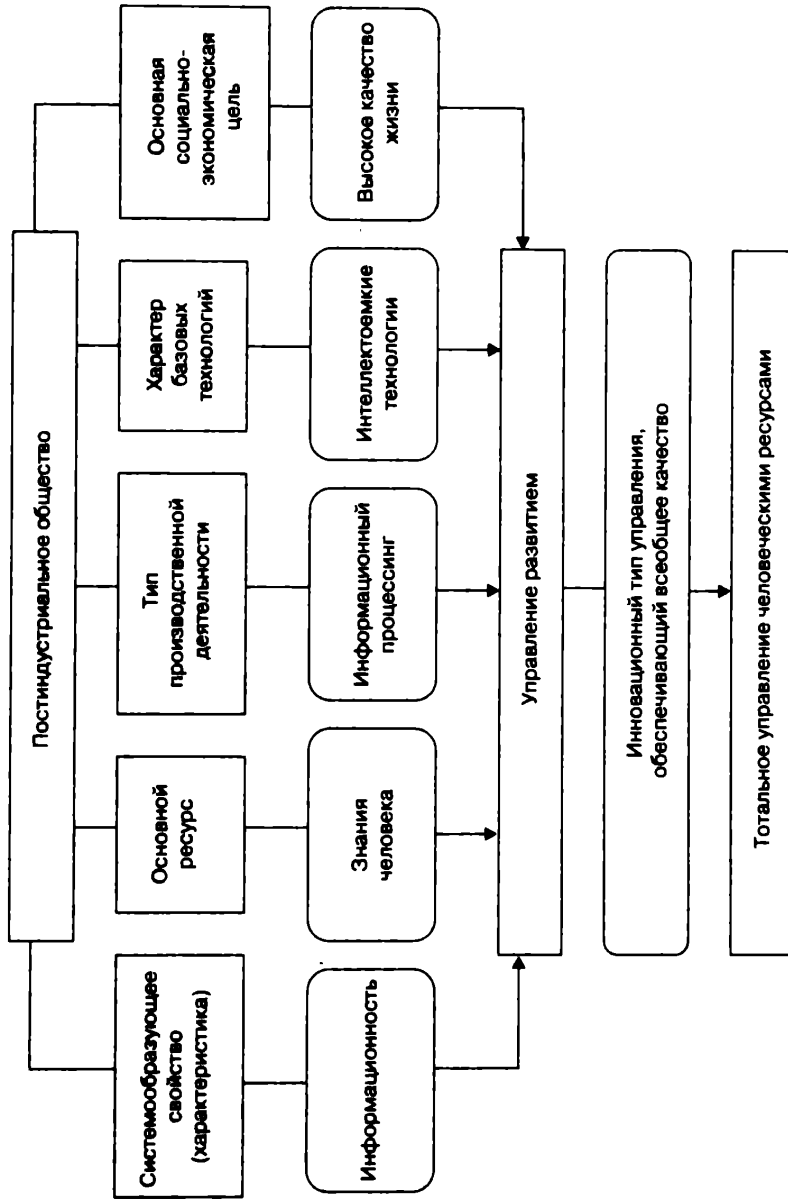 Постиндустриальное общество
Системообразующее
свойство
(характеристика)
Основной
ресурс
Тип
производственной
деятельности
Характер
базовых
технологий
Основная
социально-
экономическая
цель
Информационность
Знания
человека
Информационный
процессинг
Интеллектоемкие
технологии
Высокое качество
жизни
Управление развитием
Инновационный тип управления,
обеспечивающий всеобщее качество
Тотальное управление человеческими ресурсами